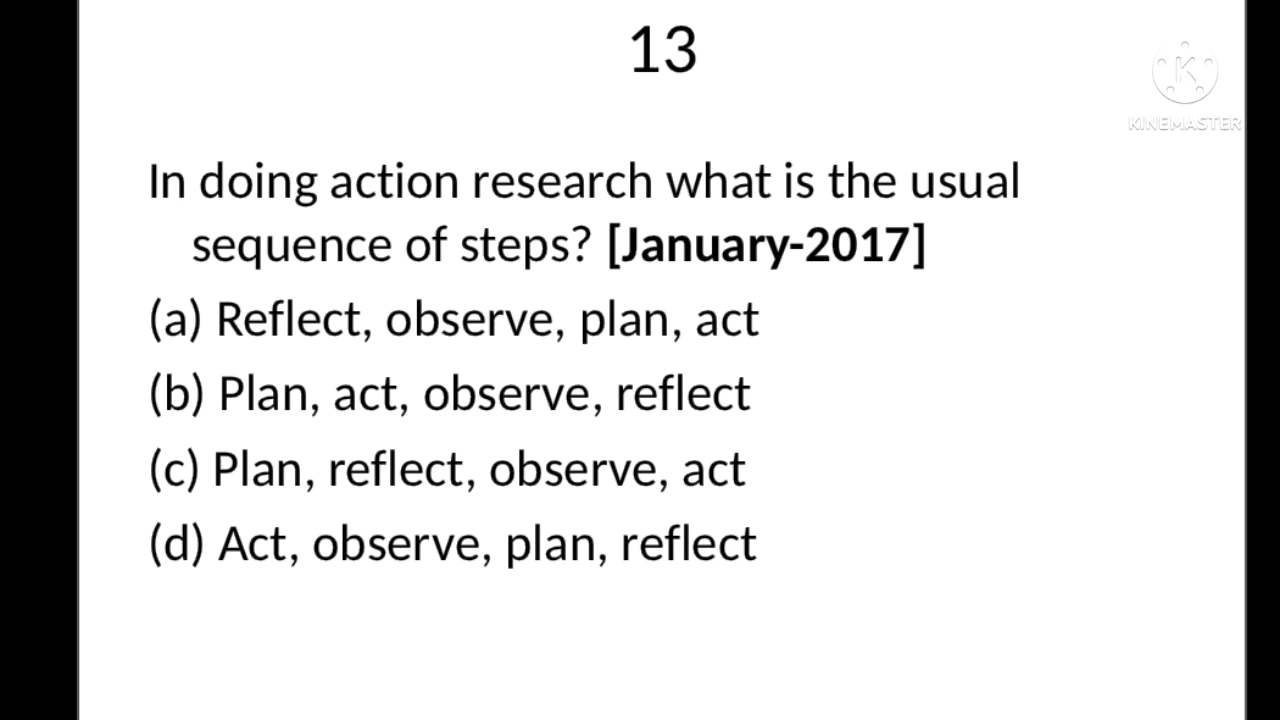 13
KINEMASTER
In doing action research what is the usual
sequence of steps? [January-2017]
(a) Reflect, observe, plan, act
(b) Plan, act, observe, reflect
(c) Plan, reflect, observe, act
(d) Act, observe, plan, reflect